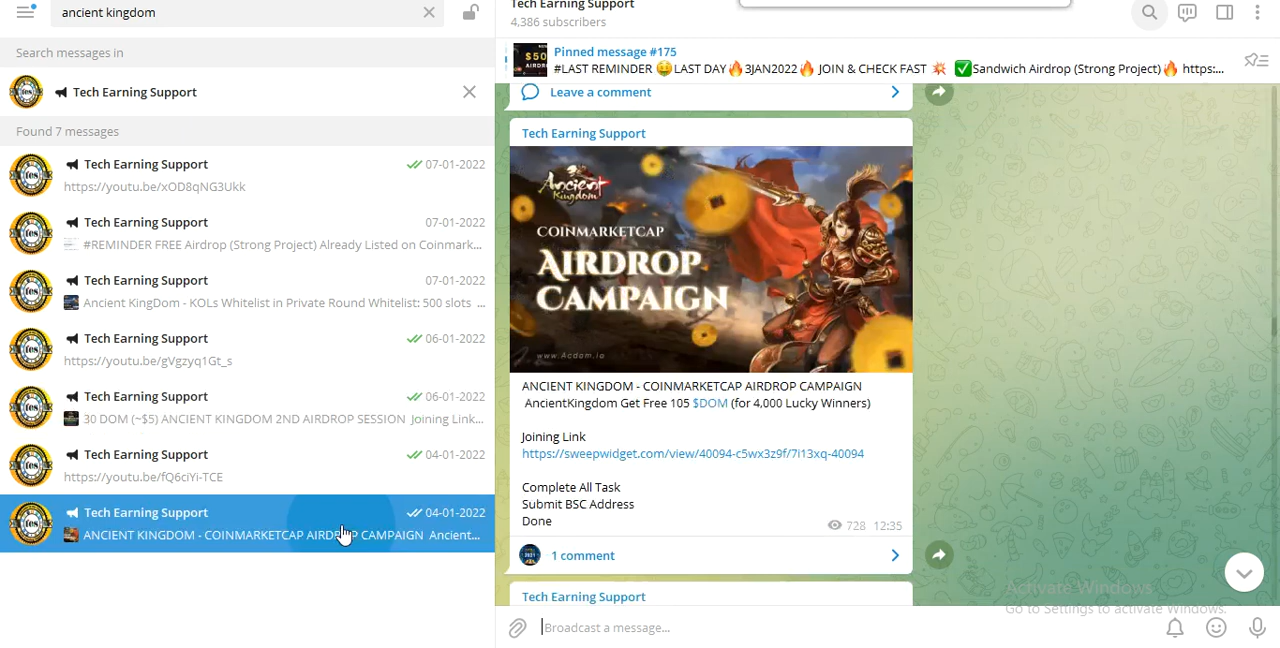 ancient kingdom
Search messages in
Tech Earning Support
Found 7 messages
Tech Earning Support 07-01-2022
https://youtu.be/xOD8qNG3Ukk
Tech Earning Support 07-01-2022
#REMINDER FREE Airdrop (Strong Project) Already Listed on Coinmark...
Tech Earning Support 07-01-2022
Ancient KingDom - KOLs Whitelist in Private Round Whitelist: 500 slots ...
Tech Earning Support 06-01-2022
https://youtu.be/gVgzyq1Gt_s
Tech Earning Support 06-01-2022
30 DOM (~$5) ANCIENT KINGDOM 2ND AIRDROP SESSION Joining Link...
Tech Earning Support 04-01-2022
https://youtu.be/fQ6ciYi-TCE
Tech Earning Support 04-01-2022
ANCIENT KINGDOM - COINMARKETCAP AIRDROP CAMPAIGN Ancient...
Tech Earning Support
4,386 subscribers
Pinned message #175
#LAST REMINDER 🤑LAST DAY🔥3JAN2022🔥 JOIN & CHECK FAST 💥 ✅Sandwich Airdrop (Strong Project)🔥 https:...
Leave a comment
Tech Earning Support
Ancient
Kingdom
COINMARKETCAP
AIRDROP
CAMPAIGN
www.Acdom.io
ANCIENT KINGDOM - COINMARKETCAP AIRDROP CAMPAIGN
AncientKingdom Get Free 105 $DOM (for 4,000 Lucky Winners)
Joining Link
https://sweepwidget.com/view/40094-c5wx3z9f/7i13xq-40094
Complete All Task
Submit BSC Address
Done
728 12:35
1 comment
Tech Earning Support
Activate Windows
Go to Settings to activate Windows.
Broadcast a message...